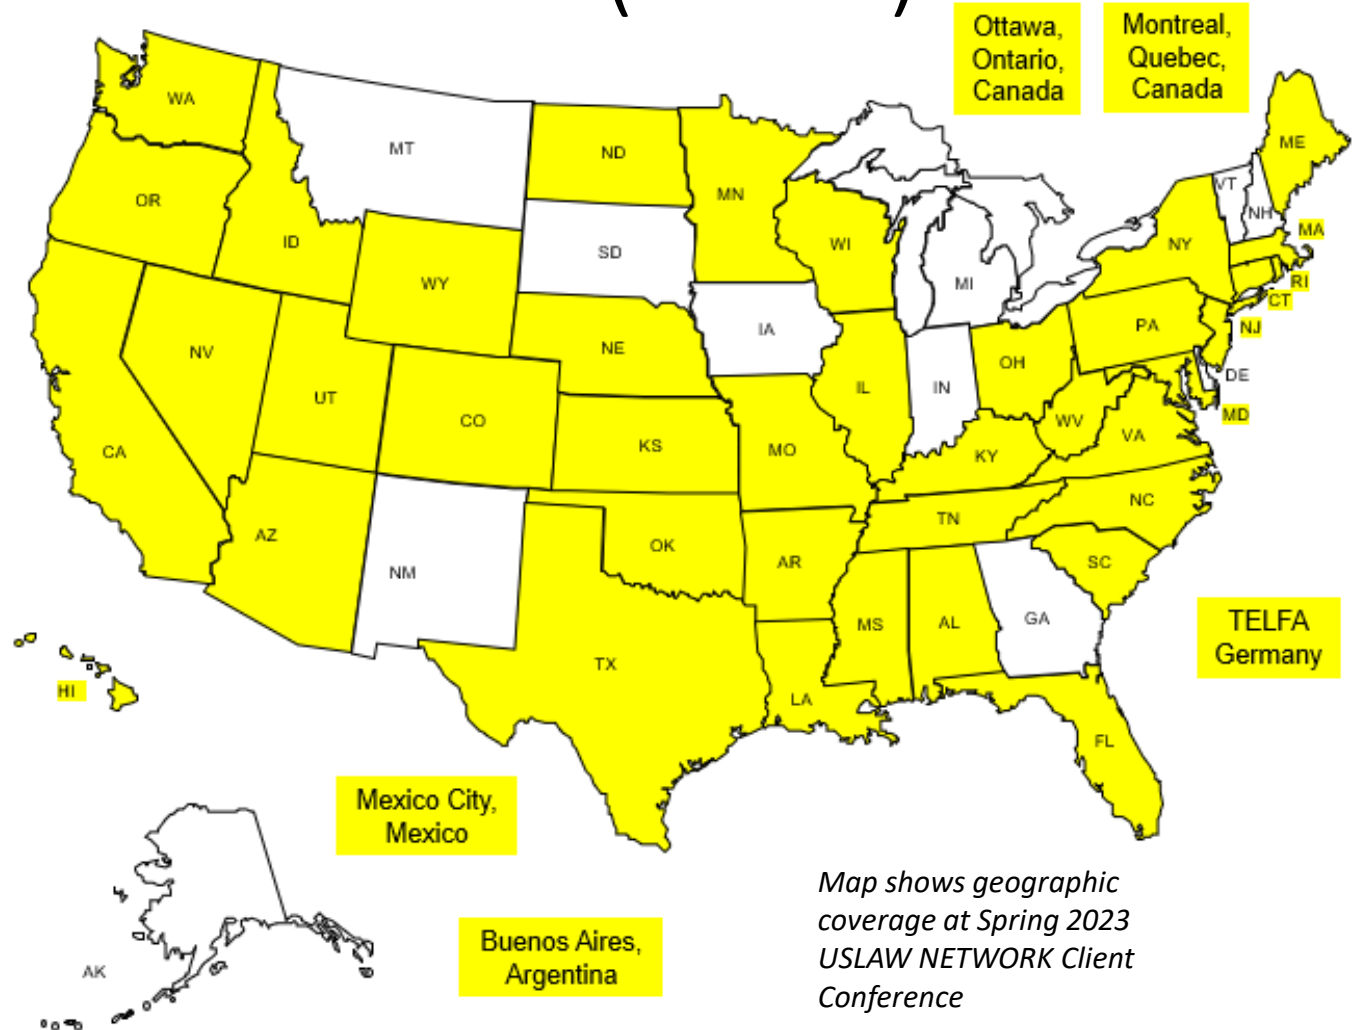 Ottawa,
Ontario,
Canada
Montreal,
Quebec,
Canada
WA
MT
ND
MN
ME
OR
ID
SD
WI
VT
NH
MA
NY
WY
MI
RI
CT
IA
PA
NJ
NV
NE
OH
DE
UT
IL
IN
MD
CO
WV
VA
CA
KS
MO
KY
NC
AZ
TN
OK
AR
SC
NM
MS
AL
GA
TELFA
Germany
TX
HI
LA
FL
Mexico City,
Mexico
Map shows geographic
coverage at Spring 2023
USLAW NETWORK Client
Conference
Buenos Aires,
Argentina
AK